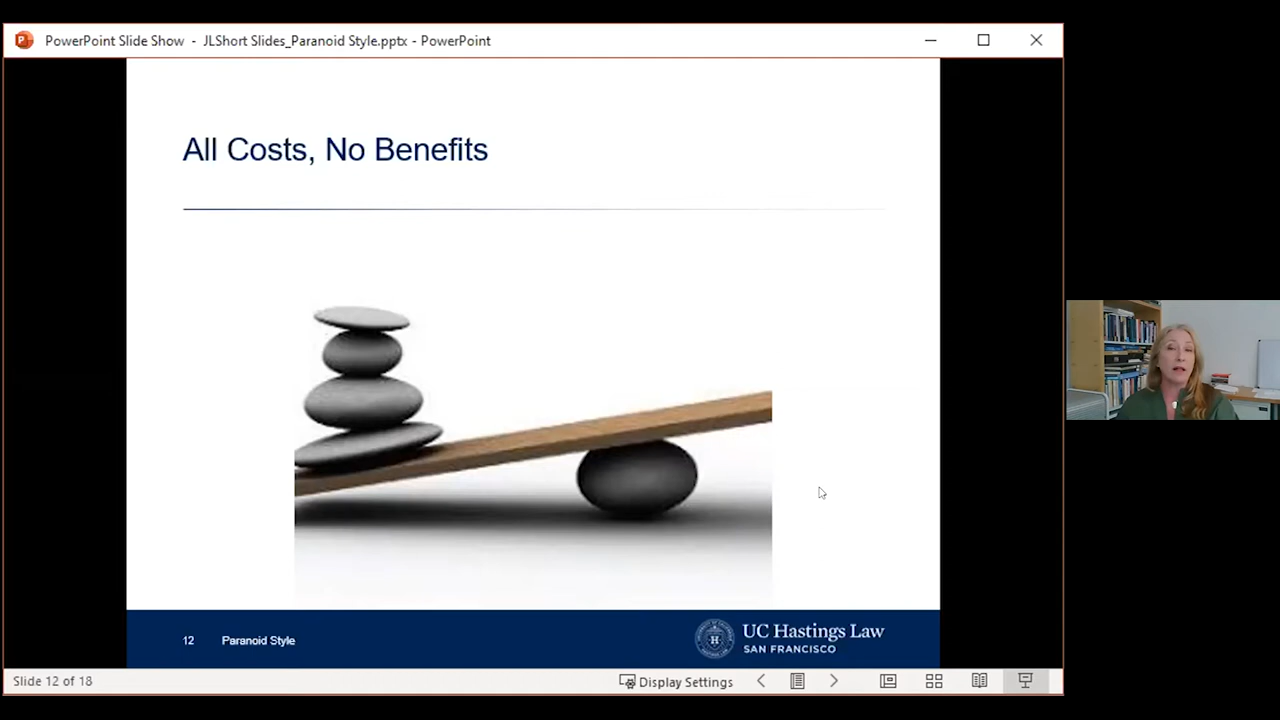 PowerPoint Slide Show - JLShort Slides_Paranoid Style.pptx - PowerPoint
All Costs, No Benefits
12 Paranoid Style
UC Hastings Law
SAN FRANCISCO
Slide 12 of 18
Display Settings